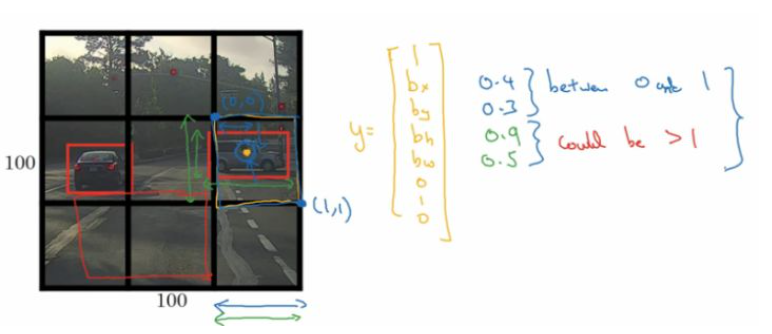 (0,0)
100
(1,1)
100
y =
1
bx
by
bh
bw
0
1
0
0.4
0.3
between 0 and 1
0.9
0.5
could be >1